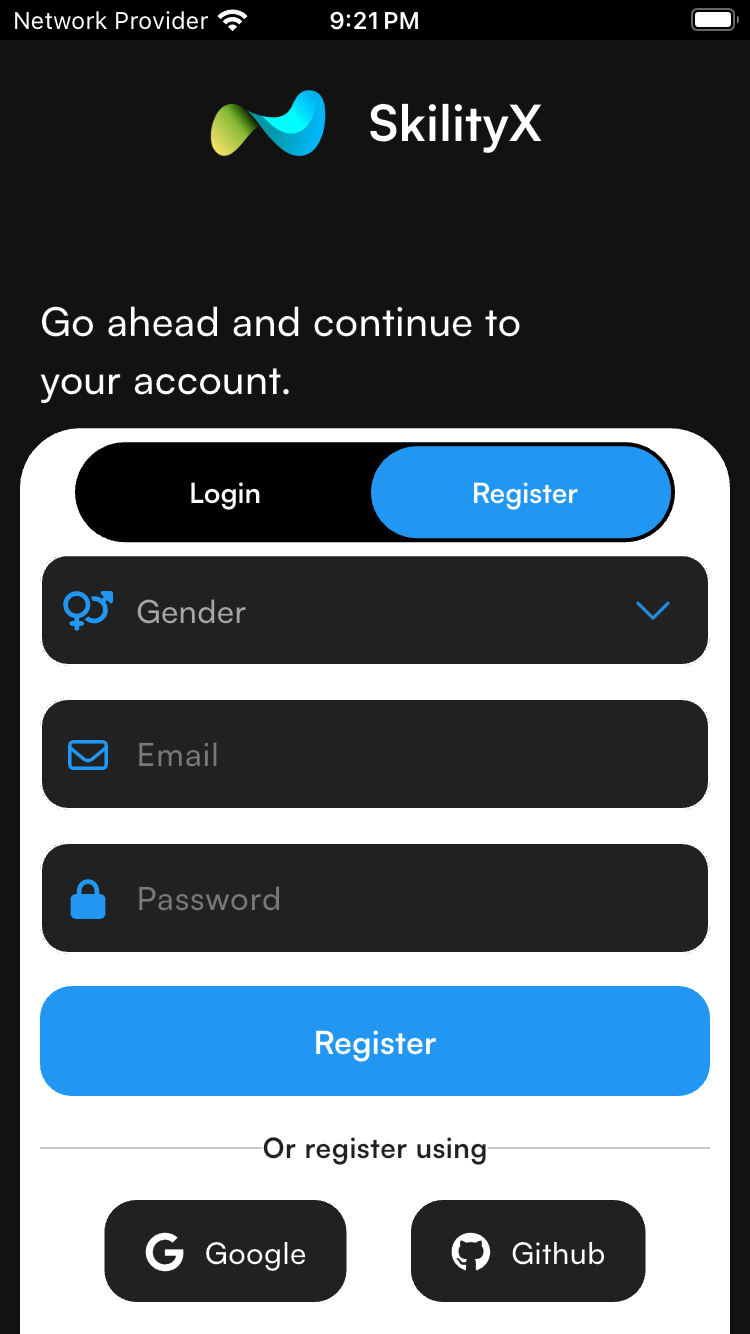 Network Provider 9:21 PM
SkilityX
Go ahead and continue to
your account.
Login Register
Gender
Email
Password
Register
Or register using
Google Github